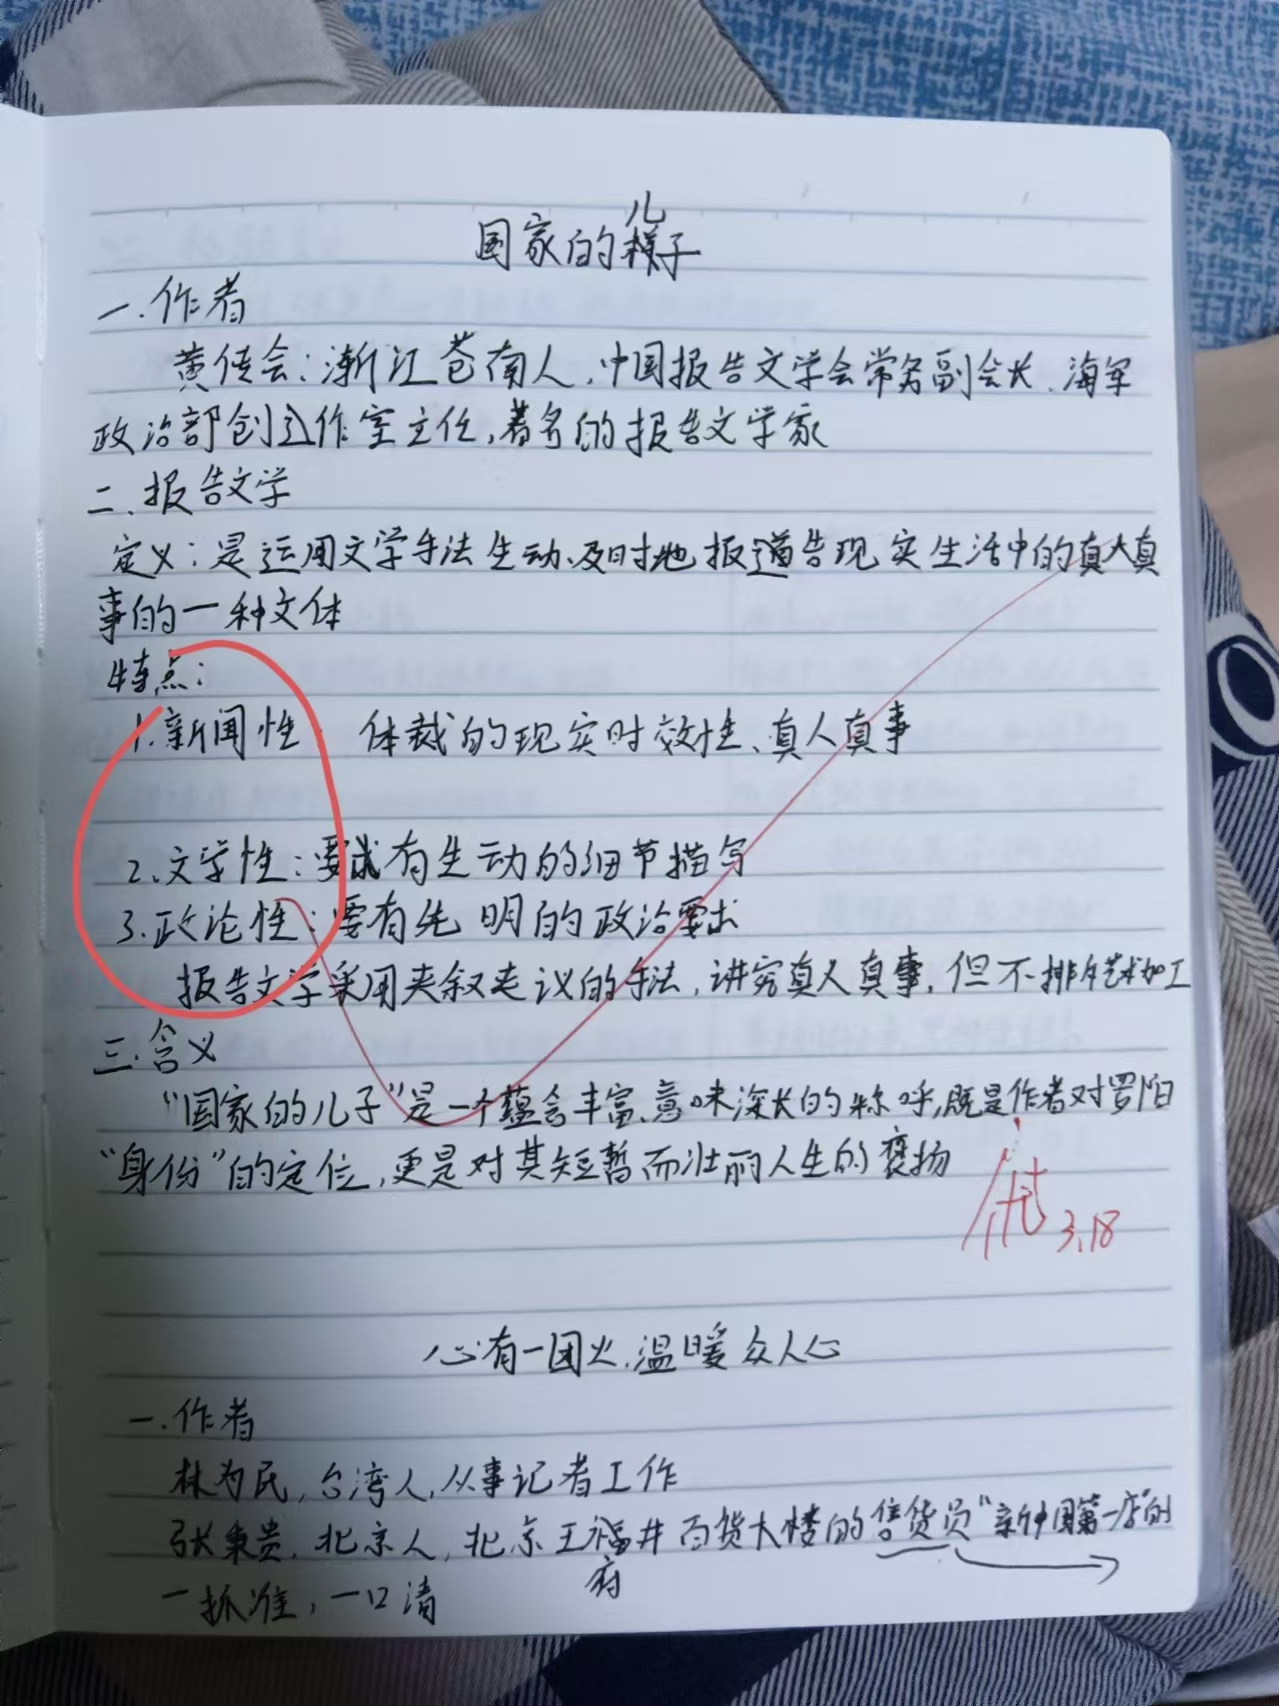 国家的儿子
一.作者
黄传会：浙江苍南人，中国报告文学会常务副会长、海军
政治部创作室主任，著名的报告文学家
二、报告文学
定义：是运用文学手法生动、及时地报道告现实生活中的真人真
事的一种文体
特点：
1.新闻性： 体裁的现实时效性、真人真事
2.文学性：要求有生动的细节描写
3.政论性：要有先明的政治要求
报告文学采用夹叙夹议的手法，讲究真人真事，但不排斥艺术加工
三.含义
“国家的儿子”是一个蕴含丰富、意味深长的称呼，既是作者对罗阳
“身份”的定位，更是对其短暂而壮丽人生的褒扬
优 3.18
心有一团火，温暖众人心
一.作者
林为民，台湾人，从事记者工作
张秉贵，北京人，北京王府井百货大楼的售货员“新中国第一店”的
一抓准，一口清